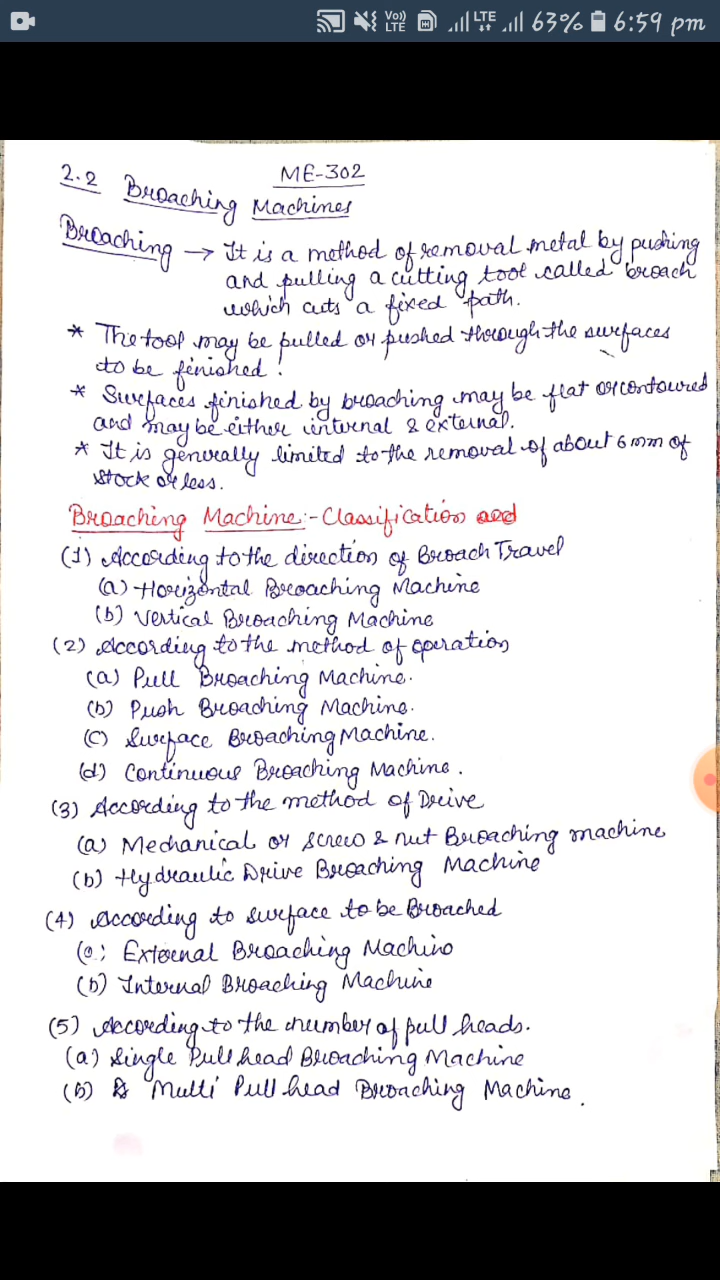 Vo)) LTE LTE 63% 6:59 pm
ME-302
2.2 Broaching Machines
Broaching → It is a method of removal metal by pushing
and pulling a cutting tool called broach
which cuts a fixed path.
* The tool may be pulled or pushed through the surfaces
to be finished.
* Surfaces finished by broaching may be flat or contoured
and may be either internal & external.
* It is generally limited to the removal of about 6 mm of
stock or less.
Broaching Machine:- Classification and
(1) According to the direction of Broach Travel
(a) Horizontal Broaching Machine
(b) Vertical Broaching Machine
(2) According to the method of operation
(a) Pull Broaching Machine.
(b) Push Broaching Machine.
(c) Surface Broaching Machine.
(d) Continuous Broaching Machine.
(3) According to the method of Drive
(a) Mechanical or screw & nut Broaching machine
(b) Hydraulic Drive Broaching Machine
(4) According to surface to be Broached
(a) External Broaching Machine
(b) Internal Broaching Machine
(5) According to the number of pull heads.
(a) Single Pull head Broaching Machine
(b) Multi Pull head Broaching Machine.